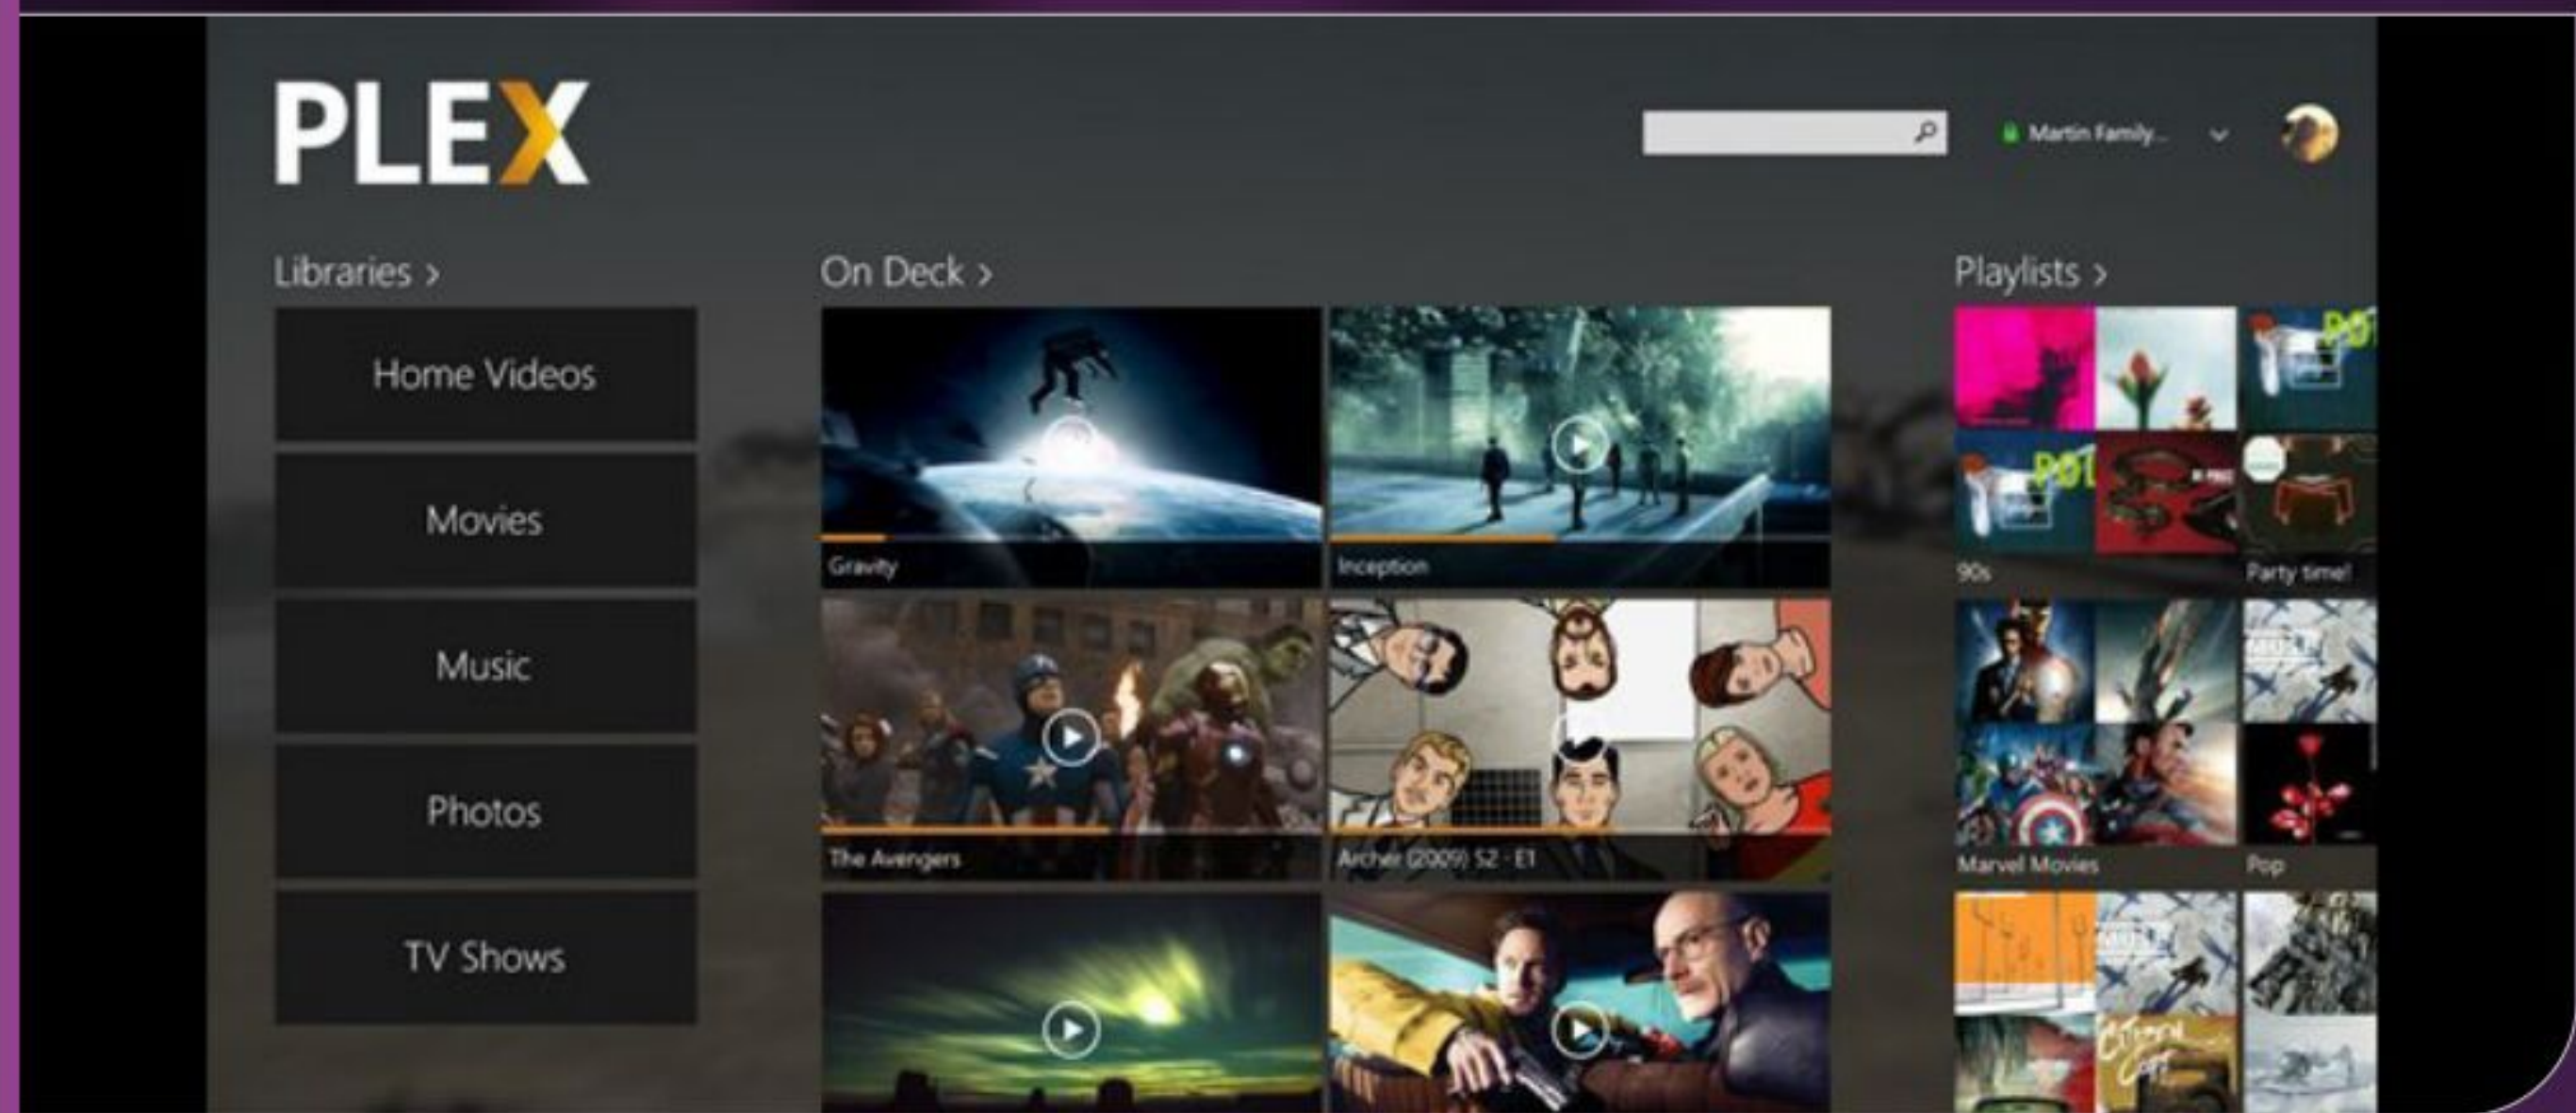 PLEX
Martin Family...
Libraries >
Home Videos
Movies
Music
Photos
TV Shows
On Deck >
Gravity
Inception
The Avengers
Archer (2009) S2 · E1
Playlists >
90s
Party time!
Marvel Movies
Pop